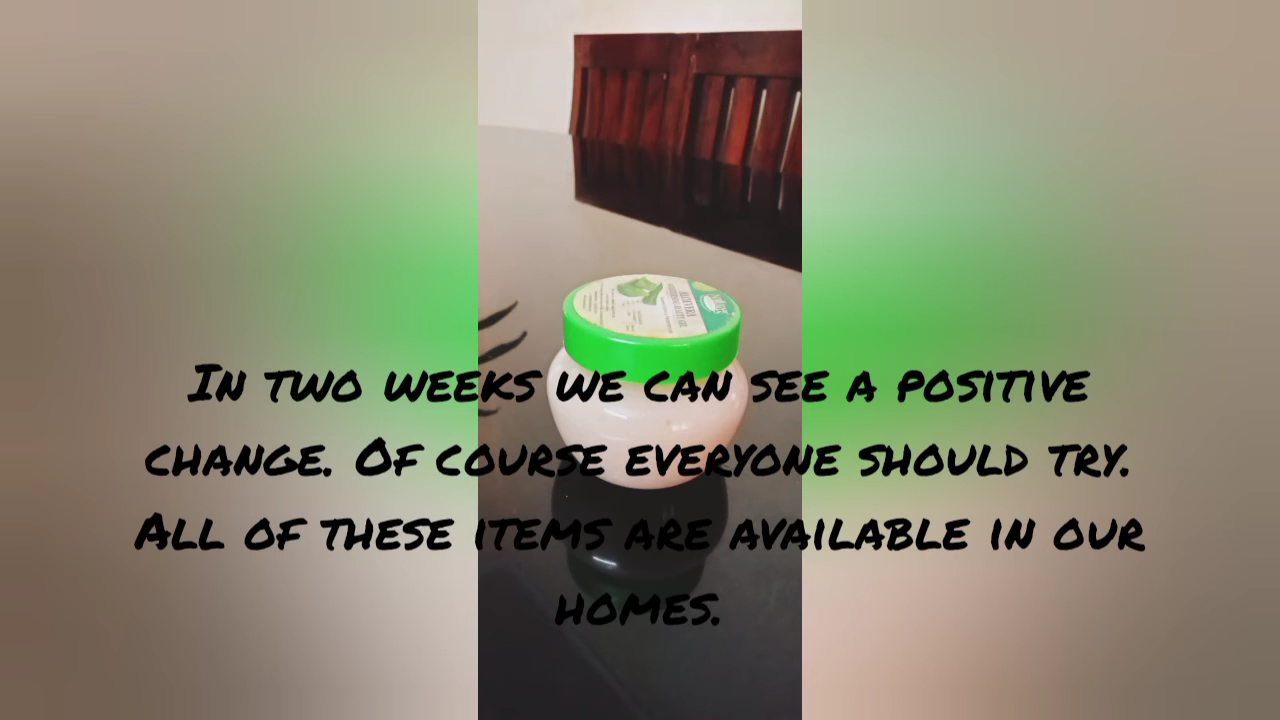 ALOEVERA
In two weeks we can see a positive
change. Of course everyone should try.
All of these items are available in our
homes.